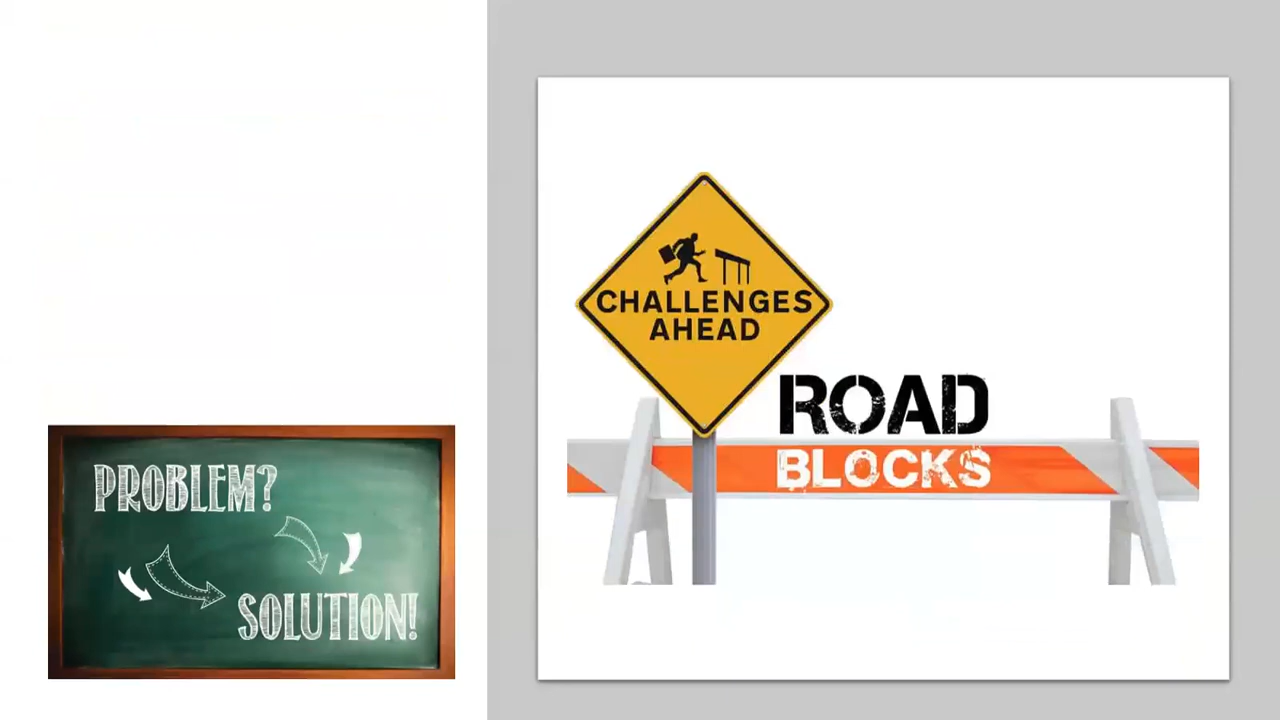 PROBLEM?
SOLUTION!
CHALLENGES
AHEAD
ROAD
BLOCKS